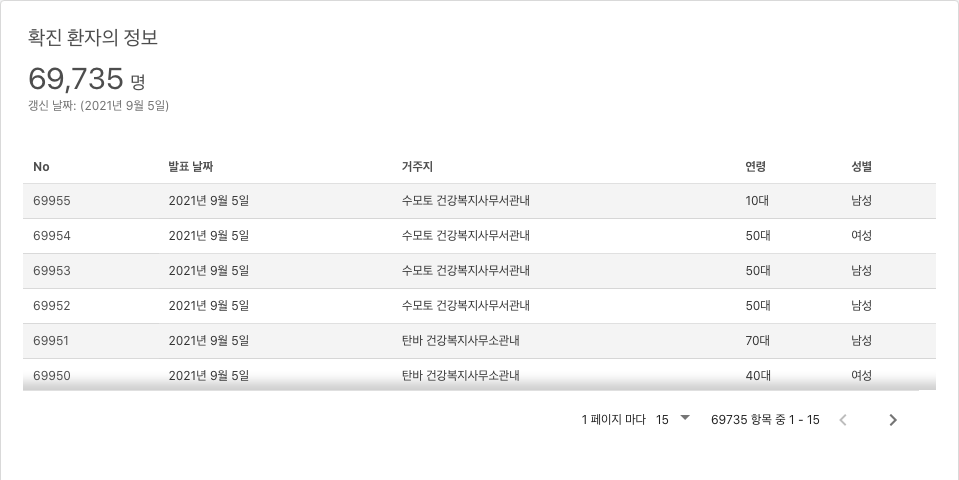 확진 환자의 정보
69,735 명
갱신 날짜: (2021년 9월 5일)
No 발표 날짜 거주지 연령 성별
69955 2021년 9월 5일 수모토 건강복지사무서관내 10대 남성
69954 2021년 9월 5일 수모토 건강복지사무서관내 50대 여성
69953 2021년 9월 5일 수모토 건강복지사무서관내 50대 남성
69952 2021년 9월 5일 수모토 건강복지사무서관내 50대 남성
69951 2021년 9월 5일 탄바 건강복지사무소관내 70대 남성
69950 2021년 9월 5일 탄바 건강복지사무소관내 40대 여성
1 페이지 마다 15 69735 항목 중 1 - 15